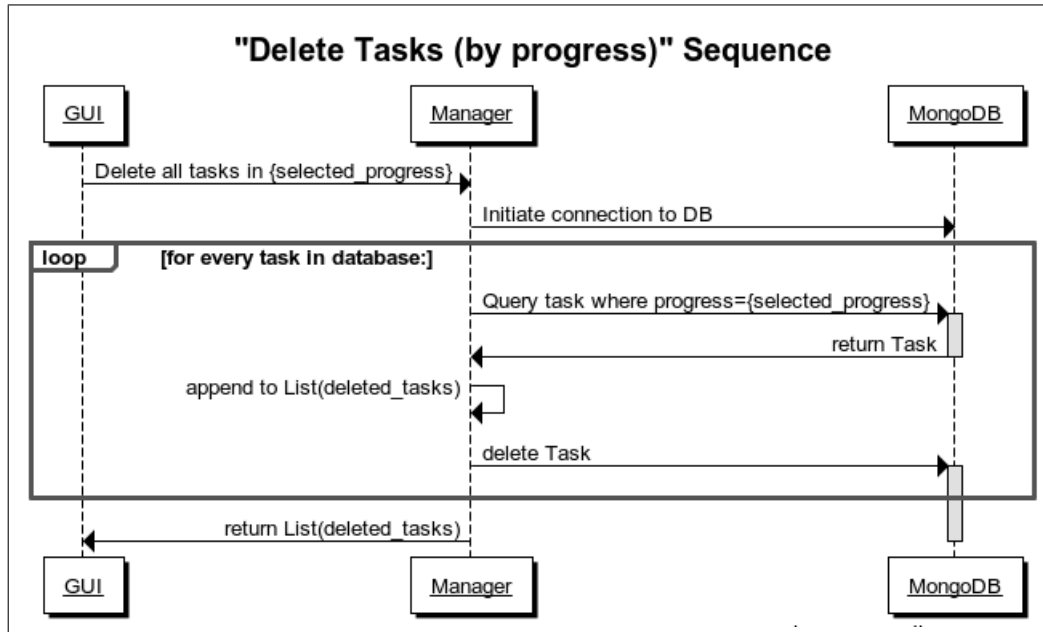 "Delete Tasks (by progress)" Sequence
GUI Manager MongoDB
Delete all tasks in {selected_progress}
Initiate connection to DB
loop [for every task in database:]
Query task where progress={selected_progress}
return Task
append to List(deleted_tasks)
delete Task
return List(deleted_tasks)
GUI Manager MongoDB